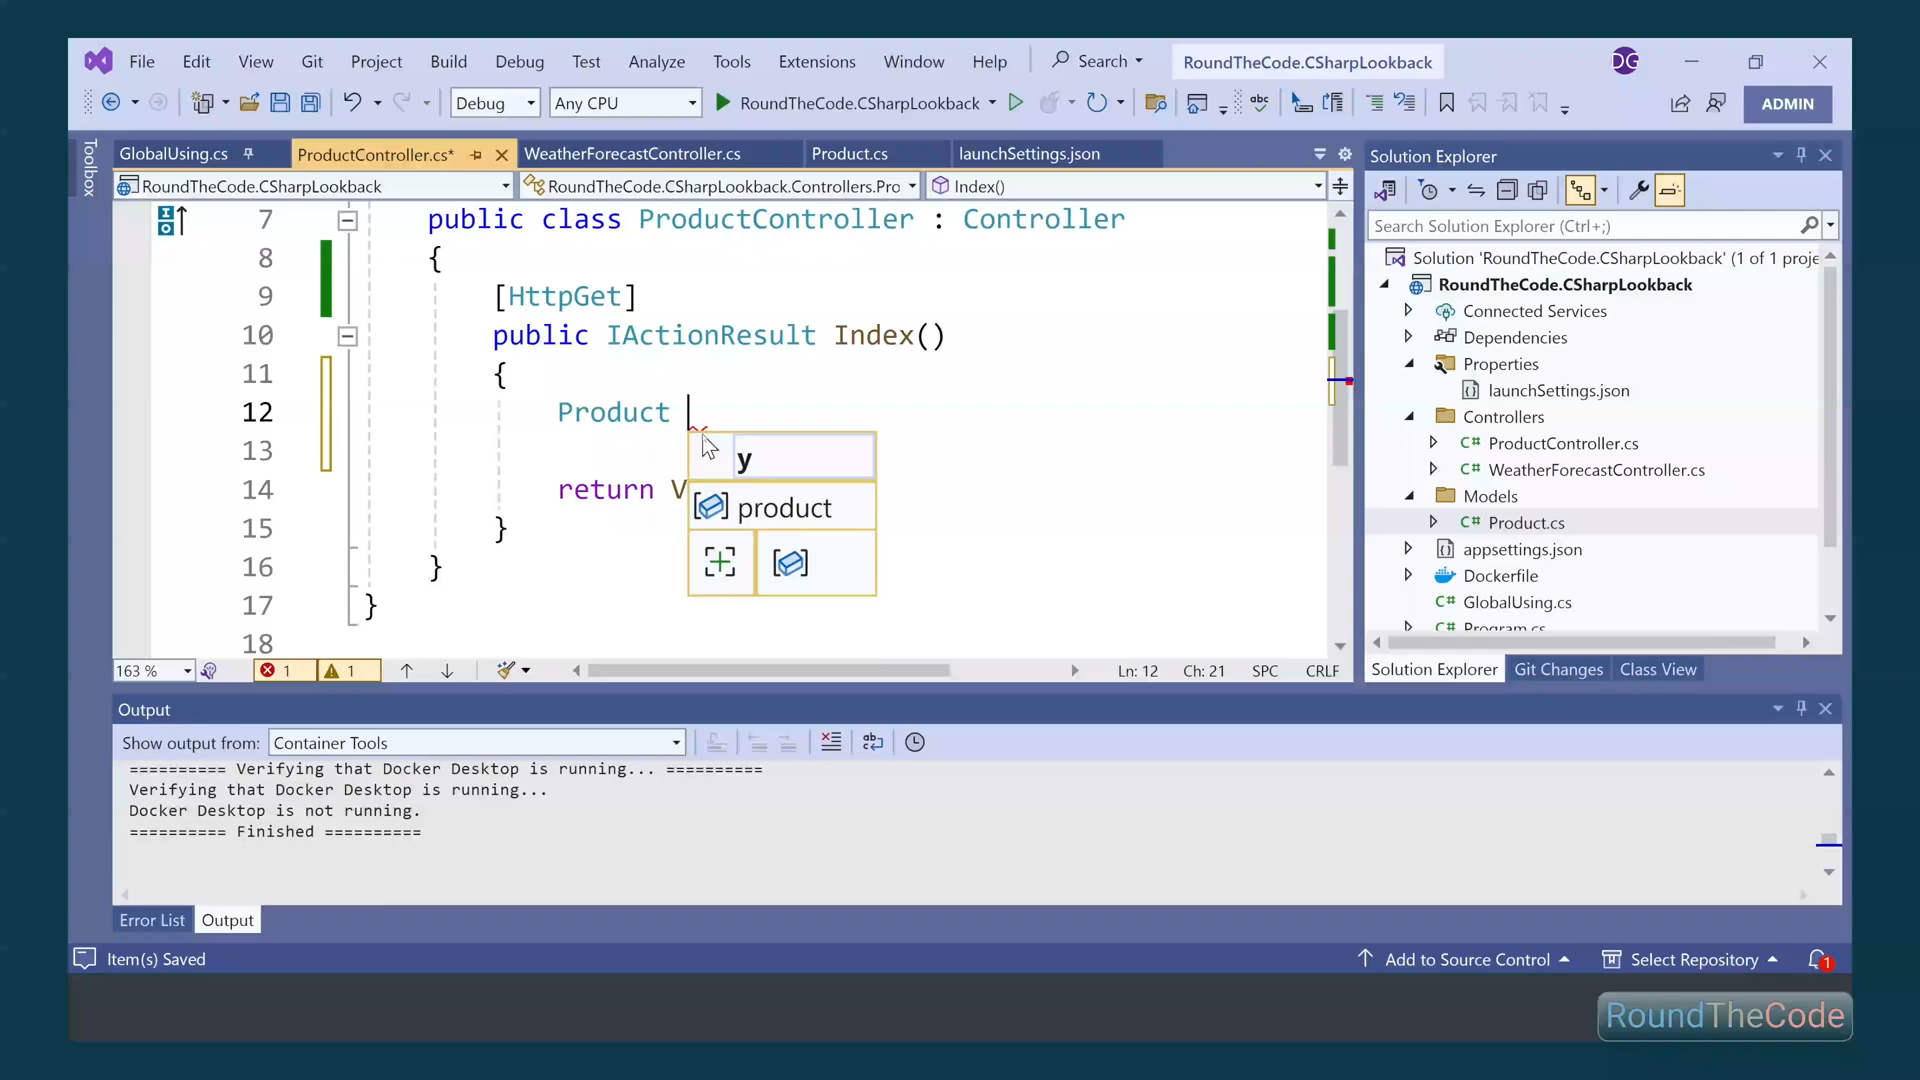 File Edit View Git Project Build Debug Test Analyze Tools Extensions Window Help Search RoundTheCode.CSharpLookback DG
Debug Any CPU RoundTheCode.CSharpLookback abc ADMIN
Toolbox
GlobalUsing.cs ProductController.cs* WeatherForecastController.cs Product.cs launchSettings.json
RoundTheCode.CSharpLookback RoundTheCode.CSharpLookback.Controllers.Pro Index()
7 public class ProductController : Controller
8 {
9 [HttpGet]
10 public IActionResult Index()
11 {
12 Product
13
14 return V
15 }
16 }
17 }
18
y
product
163 % 1 1 Ln: 12 Ch: 21 SPC CRLF
Solution Explorer
Search Solution Explorer (Ctrl+;)
Solution 'RoundTheCode.CSharpLookback' (1 of 1 proje
RoundTheCode.CSharpLookback
Connected Services
Dependencies
Properties
launchSettings.json
Controllers
C# ProductController.cs
C# WeatherForecastController.cs
Models
C# Product.cs
appsettings.json
Dockerfile
C# GlobalUsing.cs
C# Program.cs
Solution Explorer Git Changes Class View
Output
Show output from: Container Tools
========== Verifying that Docker Desktop is running... ==========
Verifying that Docker Desktop is running...
Docker Desktop is not running.
========== Finished ==========
Error List Output
Item(s) Saved Add to Source Control Select Repository 1
RoundTheCode